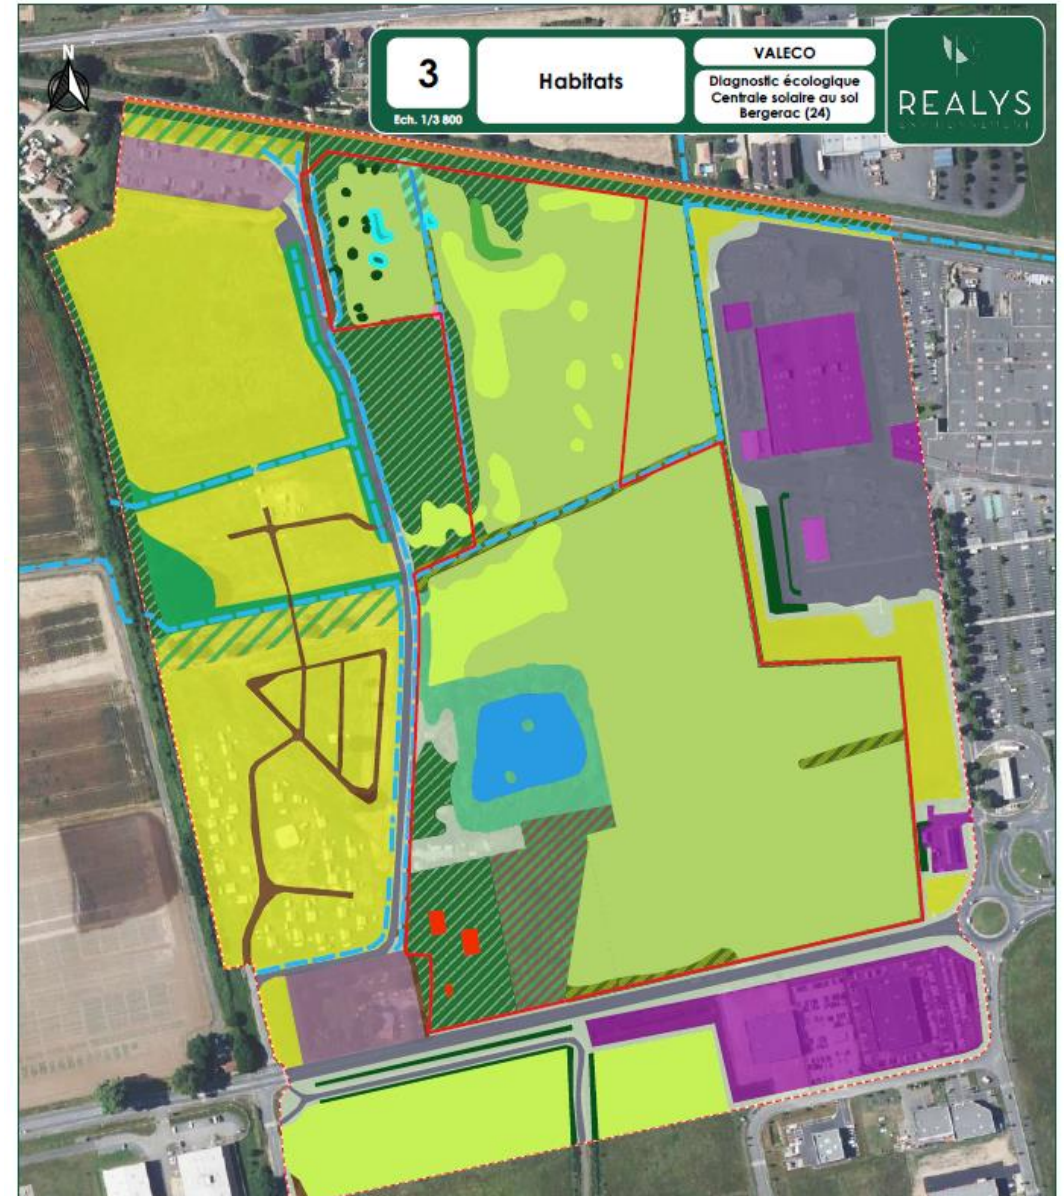 3
Ech. 1/3 800
Habitats
VALECO
Diagnostic écologique
Centrale solaire au sol
Bergerac (24)
REALYS
N